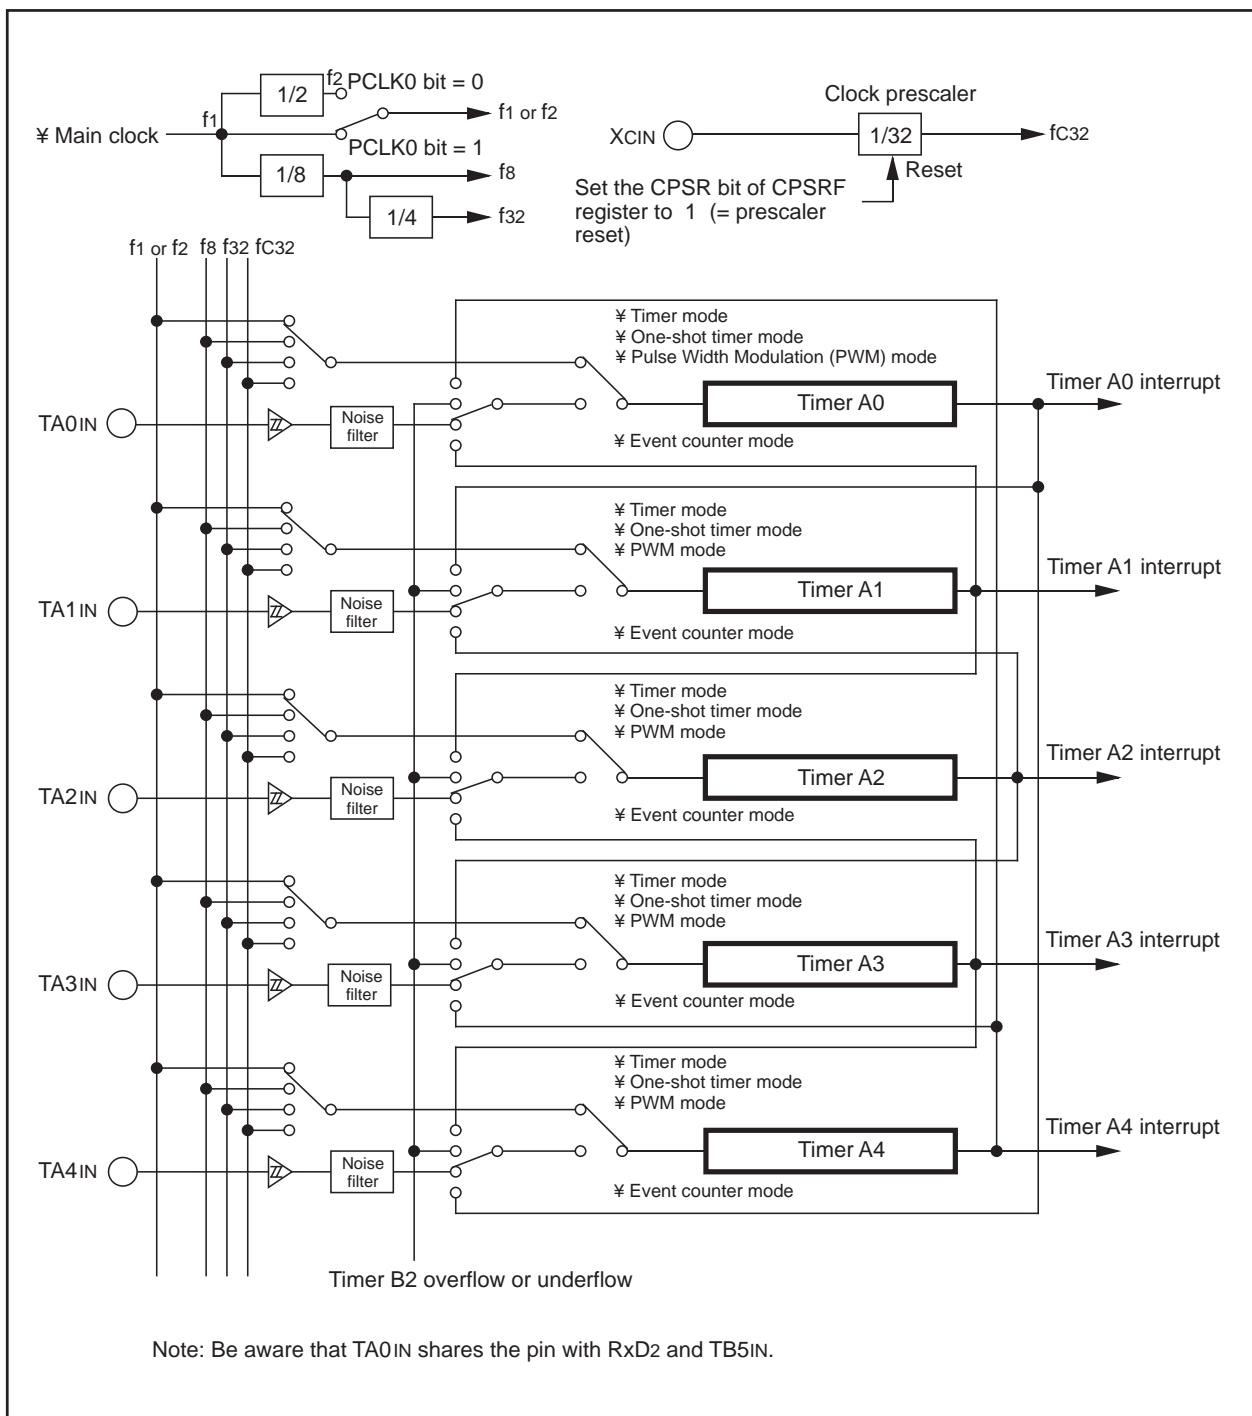 f2 PCLK0 bit = 0
1/2
f1
f1 or f2
¥ Main clock
PCLK0 bit = 1
1/8
f8
1/4
f32
Clock prescaler
XCIN
1/32
fC32
Reset
Set the CPSR bit of CPSRF
register to 1 (= prescaler
reset)
f1 or f2 f8 f32 fC32
¥ Timer mode
¥ One-shot timer mode
¥ Pulse Width Modulation (PWM) mode
Timer A0 interrupt
Timer A0
TA0IN
Noise
filter
¥ Event counter mode
¥ Timer mode
¥ One-shot timer mode
¥ PWM mode
Timer A1 interrupt
Timer A1
TA1IN
Noise
filter
¥ Event counter mode
¥ Timer mode
¥ One-shot timer mode
¥ PWM mode
Timer A2 interrupt
Timer A2
TA2IN
Noise
filter
¥ Event counter mode
¥ Timer mode
¥ One-shot timer mode
¥ PWM mode
Timer A3 interrupt
Timer A3
TA3IN
Noise
filter
¥ Event counter mode
¥ Timer mode
¥ One-shot timer mode
¥ PWM mode
Timer A4 interrupt
Timer A4
TA4IN
Noise
filter
¥ Event counter mode
Timer B2 overflow or underflow
Note: Be aware that TA0IN shares the pin with RxD2 and TB5IN.